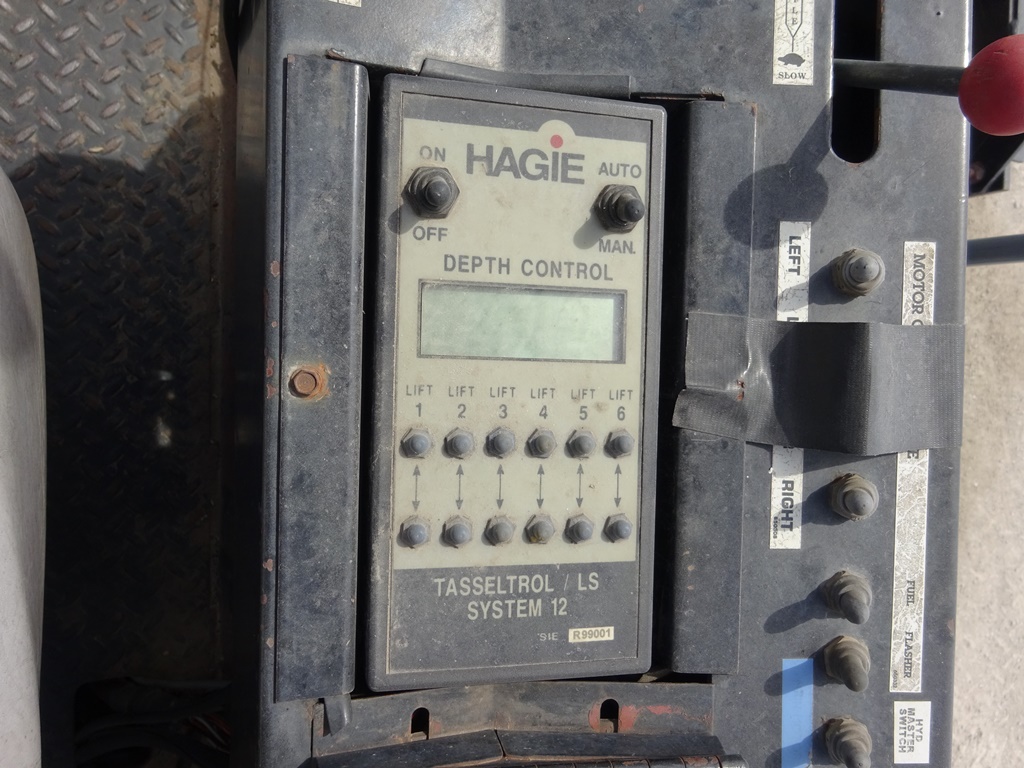 SLOW
ON
HAGIE
AUTO
OFF
MAN.
DEPTH CONTROL
LIFT LIFT LIFT LIFT LIFT LIFT
1 2 3 4 5 6
TASSELTROL / LS
SYSTEM 12
R99001
LEFT
RIGHT
MOTOR
FUEL
FLASHER
HYD
MASTER
SWITCH